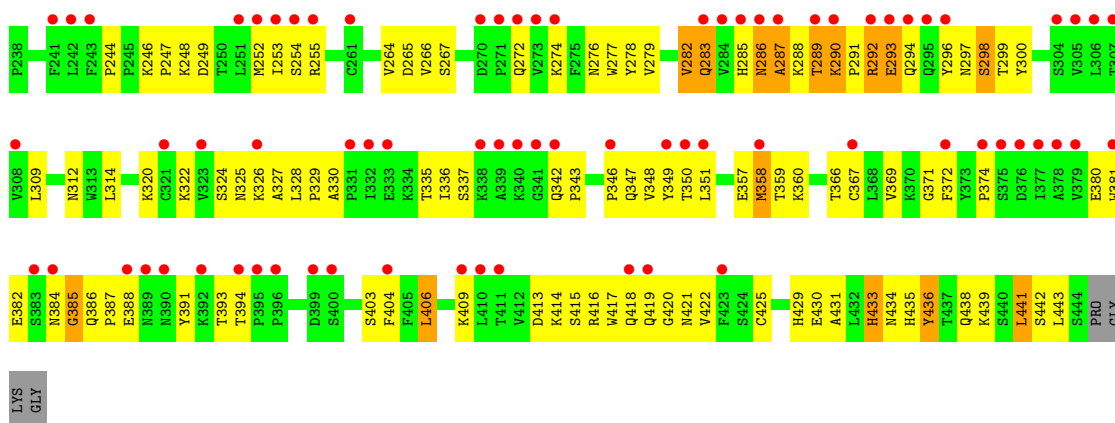 P238 F241 L242 F243 P244 P245 K246 P247 K248 D249 T250 L251 M252 I253 S254 R255 C261 V264 D265 V266 S267 D270 P271 Q272 V273 K274 F275 N276 W277 Y278 V279 V282 Q283 V284 H285 N286 A287 K288 T289 K290 P291 R292 E293 Q294 Q295 Y296 N297 S298 T299 Y300 S304 V305 L306 T307
V308 L309 N312 W313 L314 K320 C321 K322 V323 S324 N325 K326 A327 L328 P329 A330 P331 I332 E333 K334 T335 I336 S337 K338 A339 K340 G341 Q342 P343 P346 Q347 V348 Y349 T350 L351 E357 M358 T359 K360 T366 C367 L368 V369 K370 G371 F372 Y373 P374 S375 D376 I377 A378 V379 E380 W381
E382 S383 N384 G385 Q386 P387 E388 N389 N390 Y391 K392 T393 T394 P395 P396 D399 S400 S403 F404 F405 L406 K409 L410 T411 V412 D413 K414 S415 R416 W417 Q418 Q419 G420 N421 V422 F423 S424 C425 H429 E430 A431 L432 H433 N434 H435 Y436 T437 Q438 K439 S440 L441 S442 L443 S444 PRO GLY
LYS GLY